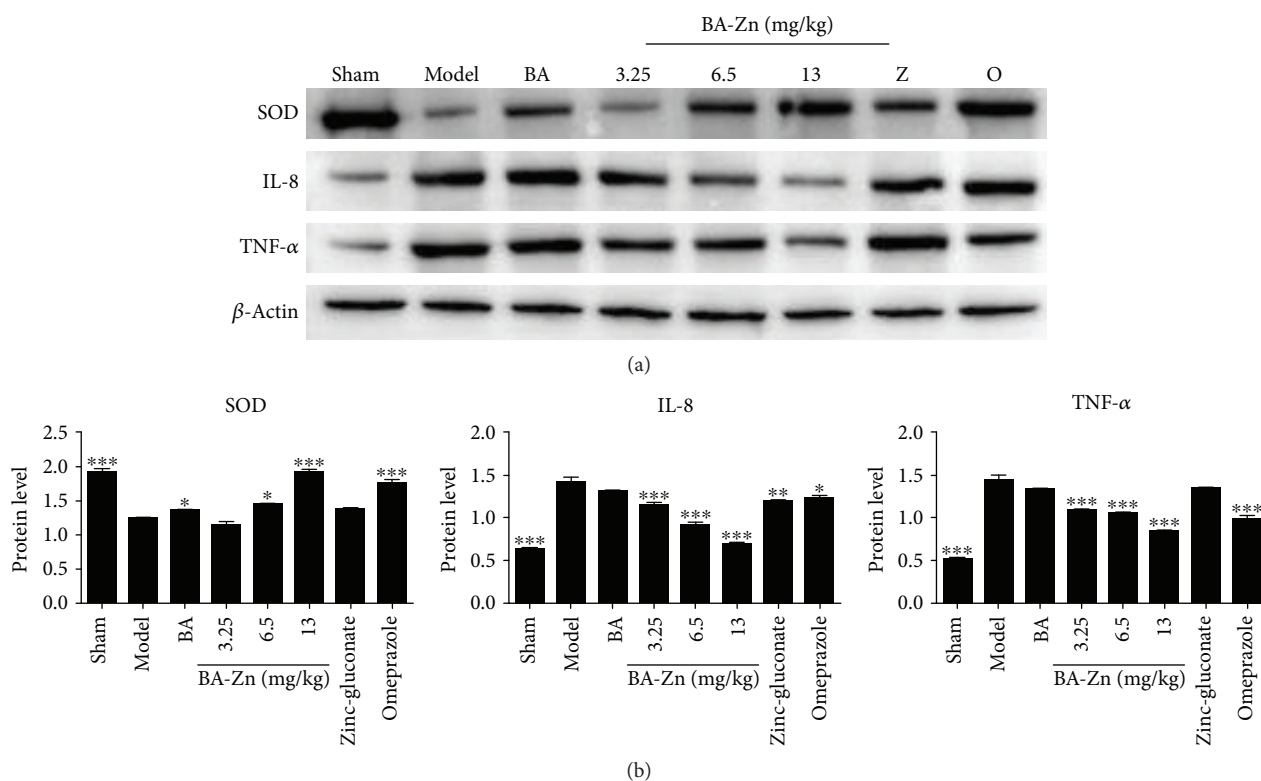 BA-Zn (mg/kg)
Sham Model BA 3.25 6.5 13 Z O
SOD
IL-8
TNF-α
β-Actin
(a)
SOD
2.5
2.0
1.5
1.0
0.5
0.0
Protein level
*** * * *** ***
Sham
Model
BA
3.25
6.5
13
Zinc-gluconate
Omeprazole
BA-Zn (mg/kg)
IL-8
2.0
1.5
1.0
0.5
0.0
Protein level
*** *** *** *** ** *
Sham
Model
BA
3.25
6.5
13
Zinc-gluconate
Omeprazole
BA-Zn (mg/kg)
TNF-α
2.0
1.5
1.0
0.5
0.0
Protein level
*** *** *** *** ***
Sham
Model
BA
3.25
6.5
13
Zinc-gluconate
Omeprazole
BA-Zn (mg/kg)
(b)